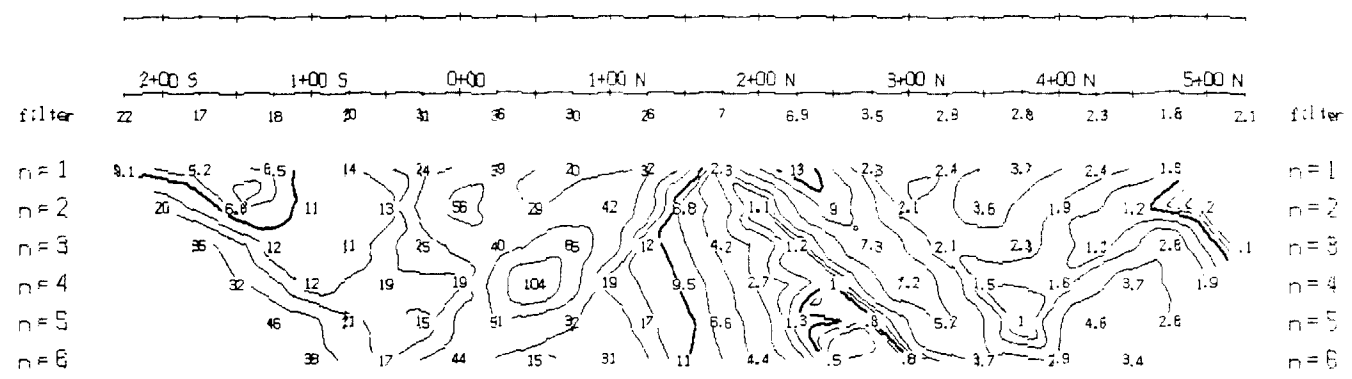 2+00 S 1+00 S 0+00 1+00 N 2+00 N 3+00 N 4+00 N 5+00 N
filter 22 17 18 20 31 36 30 26 7 6.9 3.5 2.9 2.8 2.3 1.8 2.1 filter
n = 1 9.1 5.2 6.5 14 24 39 20 32 2.3 13 2.3 2.4 3.7 2.4 1.6 n = 1
n = 2 20 6.8 11 13 56 29 42 6.8 1.1 9 2.1 3.6 1.9 1.2 .2 n = 2
n = 3 36 12 11 25 40 65 12 4.2 1.2 7.3 2.1 2.3 2.8 .1 n = 3
n = 4 32 12 19 19 104 19 9.5 2.7 1 7.2 1.5 1.6 3.7 1.9 n = 4
n = 5 46 21 15 51 32 17 6.6 1.3 .8 5.2 1 4.6 2.8 n = 5
n = 6 38 17 44 15 31 11 4.4 .5 .8 3.7 2.9 3.4 n = 6